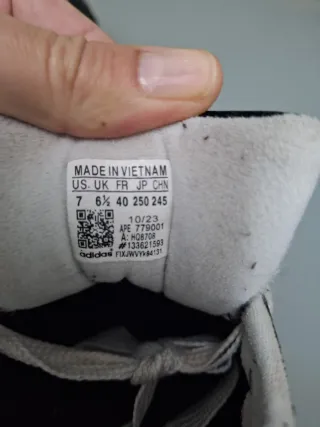 MADE IN VIETNAM
US UK FR JP CHN
7 6½ 40 250 245
10/23
APE 779001
A: HQ8708
#133621593
adidas F1XJWVYk94131